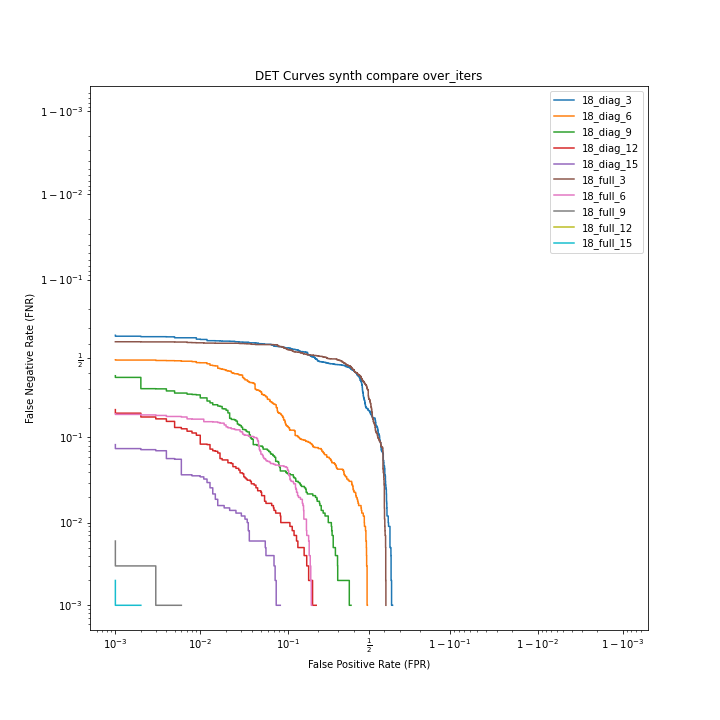 DET Curves synth compare over_iters
18_diag_3
18_diag_6
18_diag_9
18_diag_12
18_diag_15
18_full_3
18_full_6
18_full_9
18_full_12
18_full_15
False Negative Rate (FNR)
1 − 10⁻³
1 − 10⁻²
1 − 10⁻¹
½
10⁻¹
10⁻²
10⁻³
10⁻³ 10⁻² 10⁻¹ ½ 1 − 10⁻¹ 1 − 10⁻² 1 − 10⁻³
False Positive Rate (FPR)